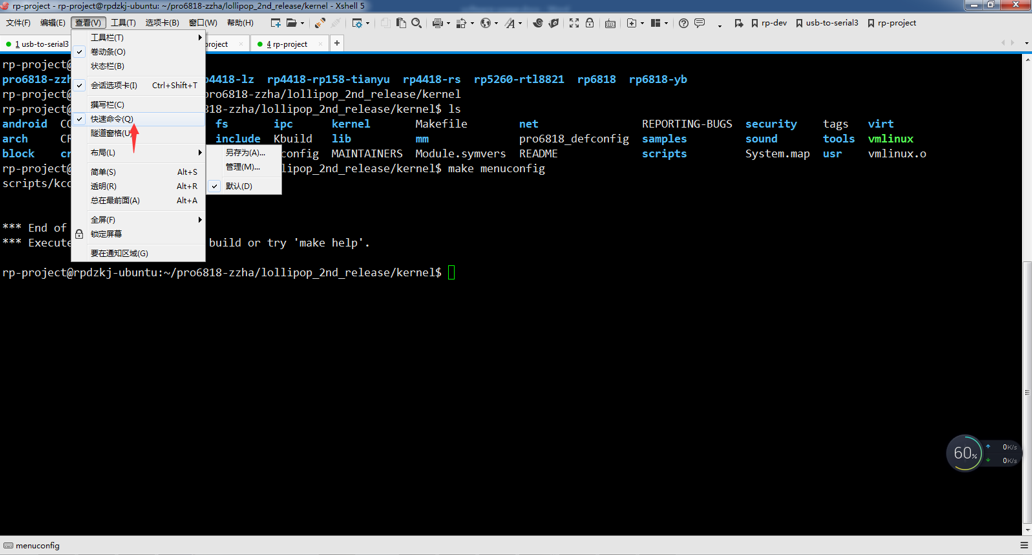 rp-project - rp-project@rpdzkj-ubuntu: ~/pro6818-zzha/lollipop_2nd_release/kernel - Xshell 5
文件(F) 编辑(E) 查看(V) 工具(T) 选项卡(B) 窗口(W) 帮助(H)
rp-dev usb-to-serial3 rp-project
1 usb-to-serial3 roject 4 rp-project
工具栏(T)
卷动条(O)
状态栏(B)
会话选项卡(I) Ctrl+Shift+T
撰写栏(C)
快速命令(Q)
隧道窗格(U)
布局(L)
简单(S) Alt+S
透明(R) Alt+R
总在最前面(A) Alt+A
全屏(F)
锁定屏幕
要在通知区域(G)
另存为(A)...
管理(M)...
默认(D)
rp-project@
pro6818-zzh p4418-lz rp4418-rp158-tianyu rp4418-rs rp5260-rtl8821 rp6818 rp6818-yb
rp-project@ pro6818-zzha/lollipop_2nd_release/kernel
rp-project@ pro6818-zzha/lollipop_2nd_release/kernel$ ls
android CO fs ipc kernel Makefile net REPORTING-BUGS security tags virt
arch CR include Kbuild lib mm pro6818_defconfig samples sound tools vmlinux
block cr config MAINTAINERS Module.symvers README scripts System.map usr vmlinux.o
rp-project@ lollipop_2nd_release/kernel$ make menuconfig
scripts/kco
*** End of
*** Execute build or try 'make help'.
rp-project@rpdzkj-ubuntu:~/pro6818-zzha/lollipop_2nd_release/kernel$
60%
0K/s
0K/s
menuconfig